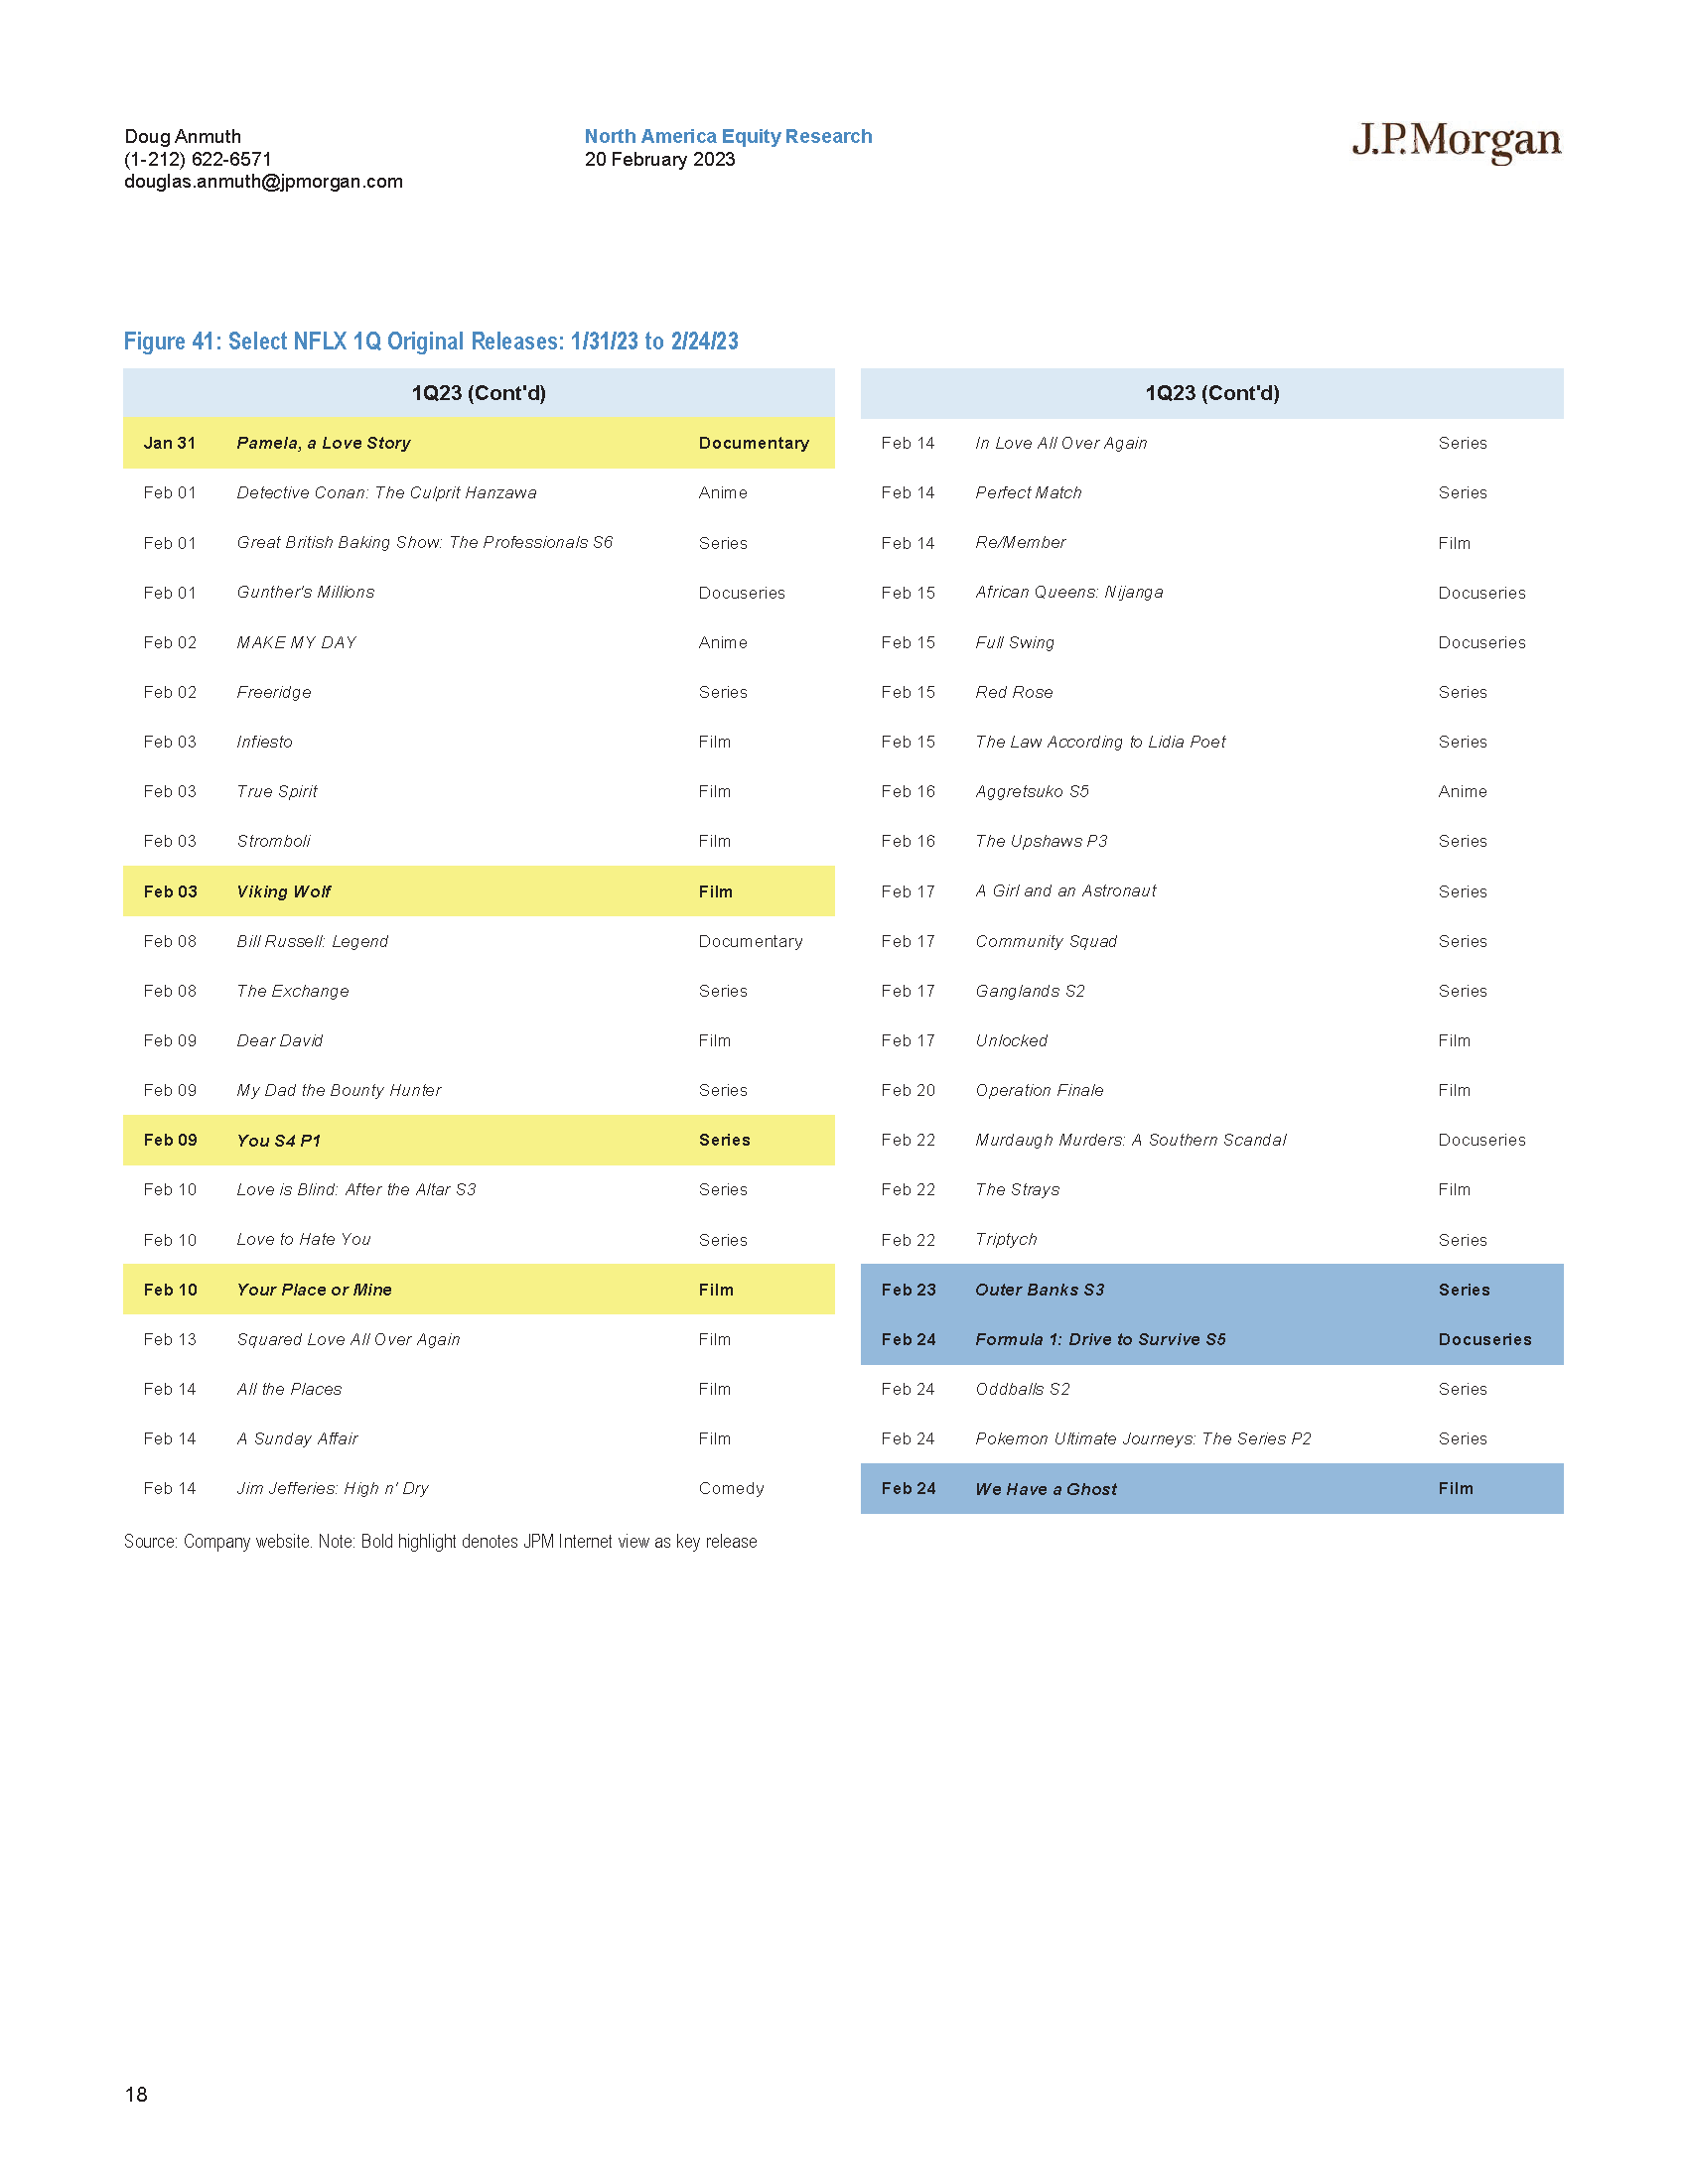 Doug Anmuth
(1-212) 622-6571
douglas.anmuth@jpmorgan.com
North America Equity Research
20 February 2023
J.P.Morgan
Figure 41: Select NFLX 1Q Original Releases: 1/31/23 to 2/24/23
1Q23 (Cont'd)
Jan 31 Pamela, a Love Story Documentary
Feb 01 Detective Conan: The Culprit Hanzawa Anime
Feb 01 Great British Baking Show: The Professionals S6 Series
Feb 01 Gunther's Millions Docuseries
Feb 02 MAKE MY DAY Anime
Feb 02 Freeridge Series
Feb 03 Infiesto Film
Feb 03 True Spirit Film
Feb 03 Stromboli Film
Feb 03 Viking Wolf Film
Feb 08 Bill Russell: Legend Documentary
Feb 08 The Exchange Series
Feb 09 Dear David Film
Feb 09 My Dad the Bounty Hunter Series
Feb 09 You S4 P1 Series
Feb 10 Love is Blind: After the Altar S3 Series
Feb 10 Love to Hate You Series
Feb 10 Your Place or Mine Film
Feb 13 Squared Love All Over Again Film
Feb 14 All the Places Film
Feb 14 A Sunday Affair Film
Feb 14 Jim Jefferies: High n' Dry Comedy
1Q23 (Cont'd)
Feb 14 In Love All Over Again Series
Feb 14 Perfect Match Series
Feb 14 Re/Member Film
Feb 15 African Queens: Nijanga Docuseries
Feb 15 Full Swing Docuseries
Feb 15 Red Rose Series
Feb 15 The Law According to Lidia Poet Series
Feb 16 Aggretsuko S5 Anime
Feb 16 The Upshaws P3 Series
Feb 17 A Girl and an Astronaut Series
Feb 17 Community Squad Series
Feb 17 Ganglands S2 Series
Feb 17 Unlocked Film
Feb 20 Operation Finale Film
Feb 22 Murdaugh Murders: A Southern Scandal Docuseries
Feb 22 The Strays Film
Feb 22 Triptych Series
Feb 23 Outer Banks S3 Series
Feb 24 Formula 1: Drive to Survive S5 Docuseries
Feb 24 Oddballs S2 Series
Feb 24 Pokemon Ultimate Journeys: The Series P2 Series
Feb 24 We Have a Ghost Film
Source: Company website. Note: Bold highlight denotes JPM Internet view as key release
18